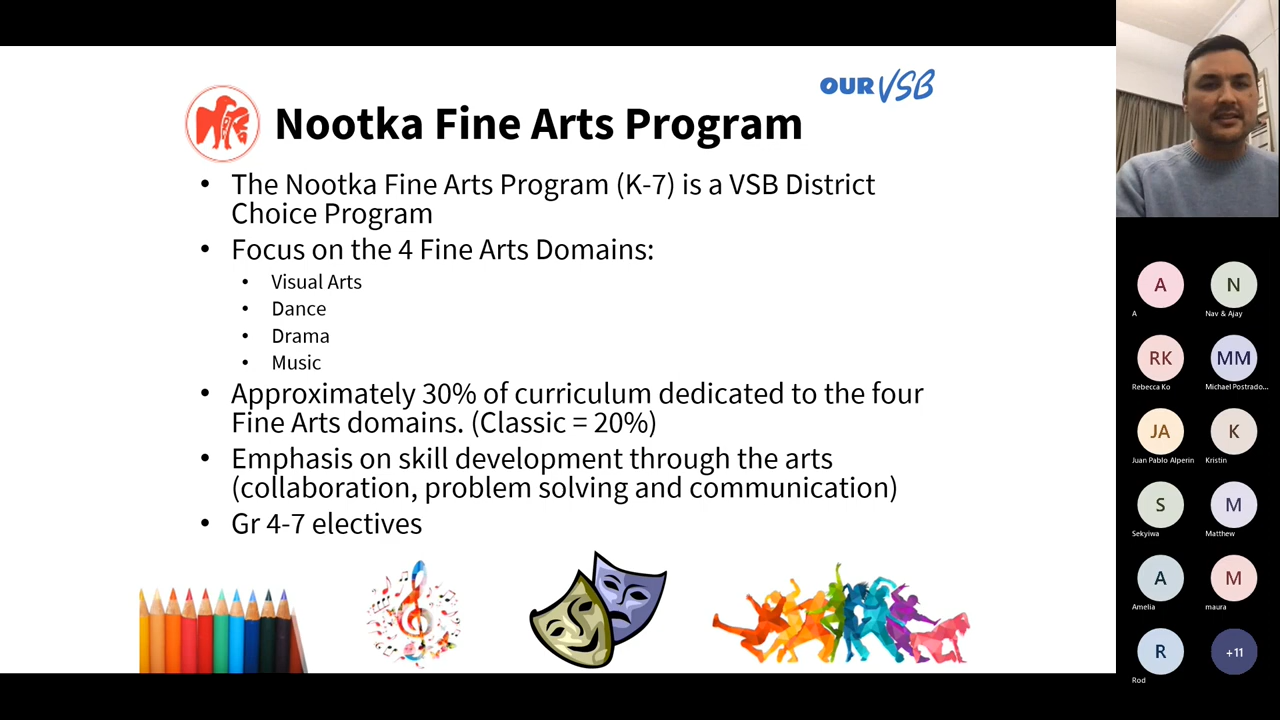 OUR VSB
Nootka Fine Arts Program
• The Nootka Fine Arts Program (K-7) is a VSB District
Choice Program
• Focus on the 4 Fine Arts Domains:
• Visual Arts
• Dance
• Drama
• Music
• Approximately 30% of curriculum dedicated to the four
Fine Arts domains. (Classic = 20%)
• Emphasis on skill development through the arts
(collaboration, problem solving and communication)
• Gr 4-7 electives
A N
A Nav & Ajay
RK MM
Rebecca Ko Michael Postrado...
JA K
Juan Pablo Alperin Kristin
S M
Sekyiwa Matthew
A M
Amelia maura
R +11
Rod